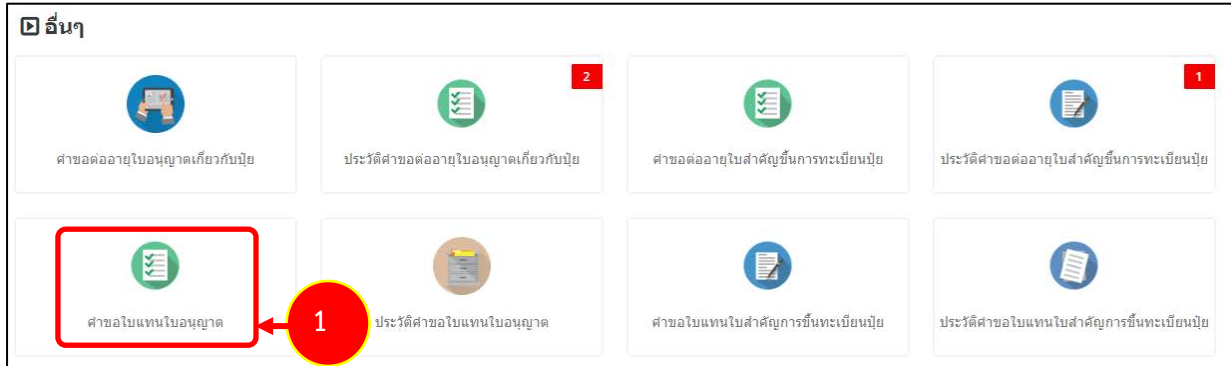 อื่นๆ
2
1
คำขอต่ออายุใบอนุญาตเกี่ยวกับปุ๋ย
ประวัติคำขอต่ออายุใบอนุญาตเกี่ยวกับปุ๋ย
คำขอต่ออายุใบสำคัญขึ้นการทะเบียนปุ๋ย
ประวัติคำขอต่ออายุใบสำคัญขึ้นการทะเบียนปุ๋ย
คำขอใบแทนใบอนุญาต
1
ประวัติคำขอใบแทนใบอนุญาต
คำขอใบแทนใบสำคัญการขึ้นทะเบียนปุ๋ย
ประวัติคำขอใบแทนใบสำคัญการขึ้นทะเบียนปุ๋ย